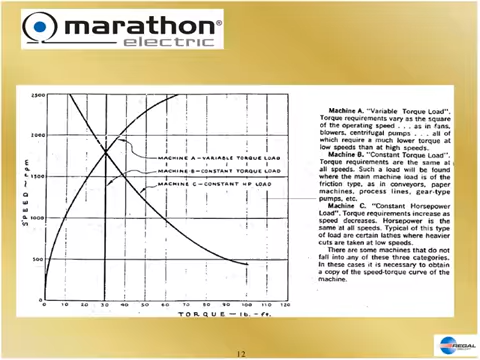 marathon®
electric
2500
2000
1500
1000
500
0
SPEED ~ rpm
MACHINE A - VARIABLE TORQUE LOAD
MACHINE B - CONSTANT TORQUE LOAD
MACHINE C - CONSTANT HP LOAD
0 10 20 30 40 50 60 70 80 90 100 110 120
TORQUE ~ lb.-ft.
Machine A. "Variable Torque Load".
Torque requirements vary as the square
of the operating speed . . . as in fans,
blowers, centrifugal pumps . . . all of
which require a much lower torque at
low speeds than at high speeds.
Machine B. "Constant Torque Load".
Torque requirements are the same at
all speeds. Such a load will be found
where the main machine load is of the
friction type, as in conveyors, paper
machines, process lines, gear-type
pumps, etc.
Machine C. "Constant Horsepower
Load". Torque requirements increase as
speed decreases. Horsepower is the
same at all speeds. Typical of this type
of load are certain lathes where heavier
cuts are taken at low speeds.
There are some machines that do not
fall into any of these three categories.
In these cases it is necessary to obtain
a copy of the speed-torque curve of the
machine.
12
REGAL